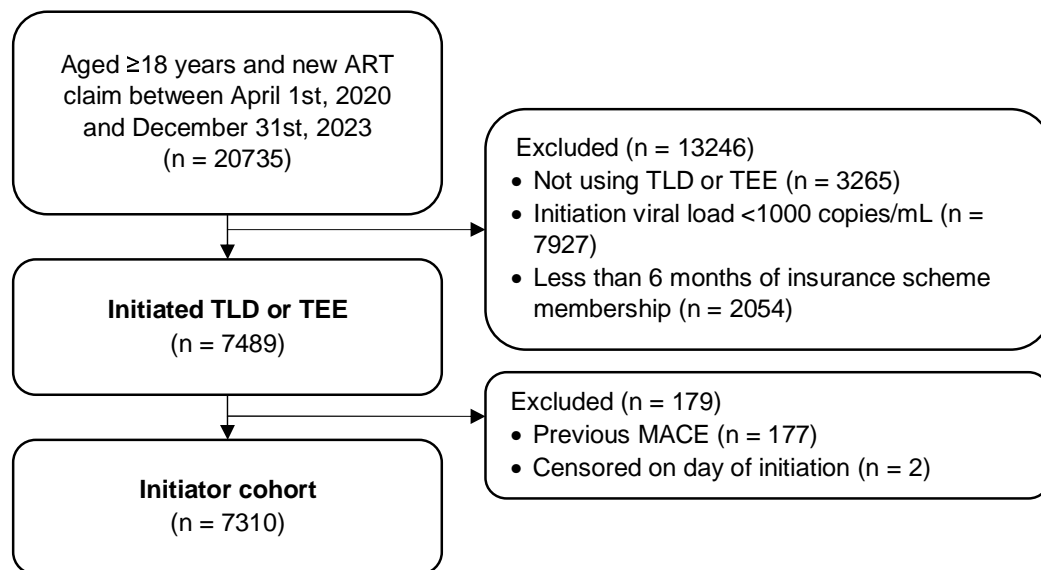 Aged ≥18 years and new ART
claim between April 1st, 2020
and December 31st, 2023
(n = 20735)
Excluded (n = 13246)
• Not using TLD or TEE (n = 3265)
• Initiation viral load <1000 copies/mL (n =
7927)
• Less than 6 months of insurance scheme
membership (n = 2054)
Initiated TLD or TEE
(n = 7489)
Excluded (n = 179)
• Previous MACE (n = 177)
• Censored on day of initiation (n = 2)
Initiator cohort
(n = 7310)